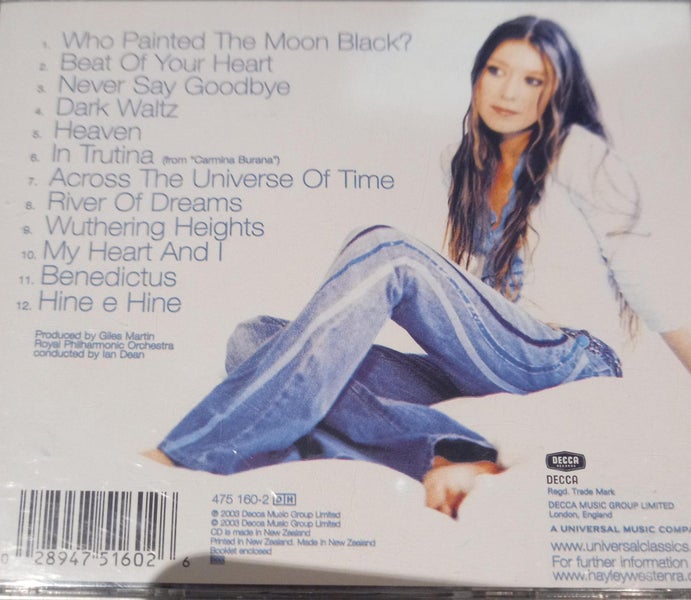 1. Who Painted The Moon Black?
2. Beat Of Your Heart
3. Never Say Goodbye
4. Dark Waltz
5. Heaven
6. In Trutina (from "Carmina Burana")
7. Across The Universe Of Time
8. River Of Dreams
9. Wuthering Heights
10. My Heart And I
11. Benedictus
12. Hine e Hine
Produced by Giles Martin
Royal Philharmonic Orchestra
conducted by Ian Dean
DECCA
DECCA
Regd. Trade Mark
DECCA MUSIC GROUP LIMITED
London, England
A UNIVERSAL MUSIC COMPA
www.universalclassics
For further information
www.hayleywestenra.c
475 160-2 DH
℗ 2003 Decca Music Group Limited
© 2003 Decca Music Group Limited
CD is made in New Zealand
Printed in New Zealand. Made in New Zealand
Booklet enclosed
0 28947 51602 6